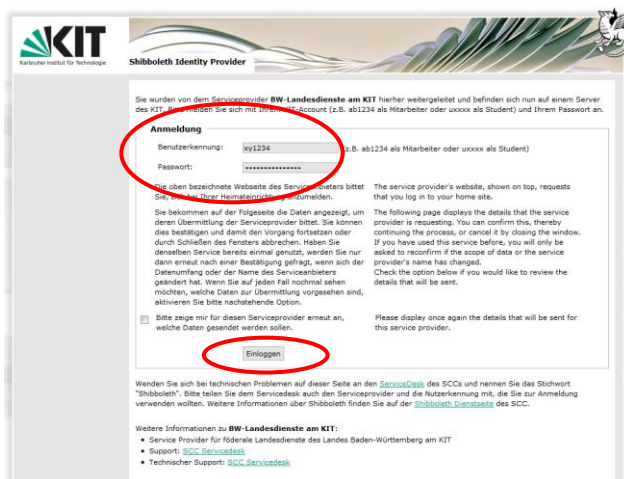 KIT
Karlsruher Institut für Technologie
Shibboleth Identity Provider
Sie wurden von dem Serviceprovider BW-Landesdienste am KIT hierher weitergeleitet und befinden sich nun auf einem Server
des KIT. Bitte melden Sie sich mit Ihrem KIT-Account (z.B. ab1234 als Mitarbeiter oder uxxxx als Student) und Ihrem Passwort an.
Anmeldung
Benutzerkennung: xy1234 (z.B. ab1234 als Mitarbeiter oder uxxxx als Student)
Passwort: •••••••••••••••
Die oben bezeichnete Webseite des Serviceanbieters bittet
Sie, sich bei Ihrer Heimateinrichtung anzumelden.
Sie bekommen auf der Folgeseite die Daten angezeigt, um
deren Übermittlung der Serviceprovider bittet. Sie können
dies bestätigen und damit den Vorgang fortsetzen oder
durch Schließen des Fensters abbrechen. Haben Sie
denselben Service bereits einmal genutzt, werden Sie nur
dann erneut nach einer Bestätigung gefragt, wenn sich der
Datenumfang oder der Name des Serviceanbieters
geändert hat. Wenn Sie auf jeden Fall nochmal sehen
möchten, welche Daten zur Übermittlung vorgesehen sind,
aktivieren Sie bitte nachstehende Option.
The service provider's website, shown on top, requests
that you log in to your home site.
The following page displays the details that the service
provider is requesting. You can confirm this, thereby
continuing the process, or cancel it by closing the window.
If you have used this service before, you will only be
asked to reconfirm if the scope of data or the service
provider's name has changed.
Check the option below if you would like to review the
details that will be sent.
Bitte zeige mir für diesen Serviceprovider erneut an,
welche Daten gesendet werden sollen.
Please display once again the details that will be sent for
this service provider.
Einloggen
Wenden Sie sich bei technischen Problemen auf dieser Seite an den ServiceDesk des SCCs und nennen Sie das Stichwort
"Shibboleth". Bitte teilen Sie dem Servicedesk auch den Serviceprovider und die Nutzerkennung mit, die Sie zur Anmeldung
verwenden wollten. Weitere Informationen über Shibboleth finden Sie auf der Shibboleth Dienstseite des SCC.
Weitere Informationen zu BW-Landesdienste am KIT:
• Service Provider für föderale Landesdienste des Landes Baden-Württemberg am KIT
• Support: SCC Servicedesk
• Technischer Support: SCC Servicedesk